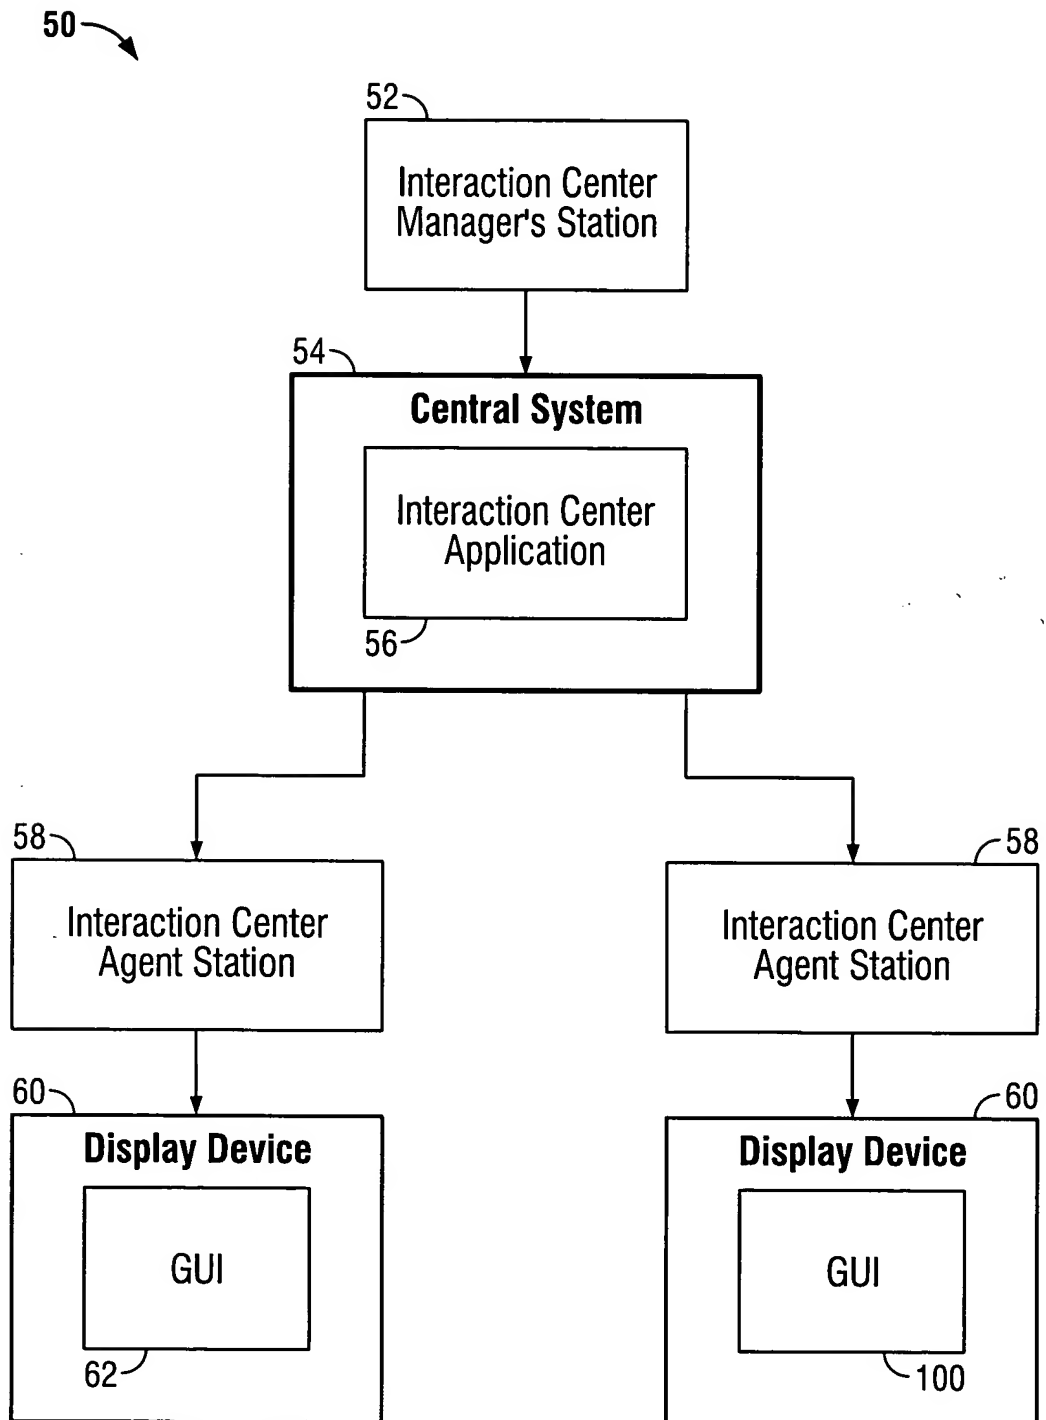 50
52
Interaction Center
Manager's Station
54
Central System
Interaction Center
Application
56
58
Interaction Center
Agent Station
58
Interaction Center
Agent Station
60
Display Device
GUI
62
60
Display Device
GUI
100